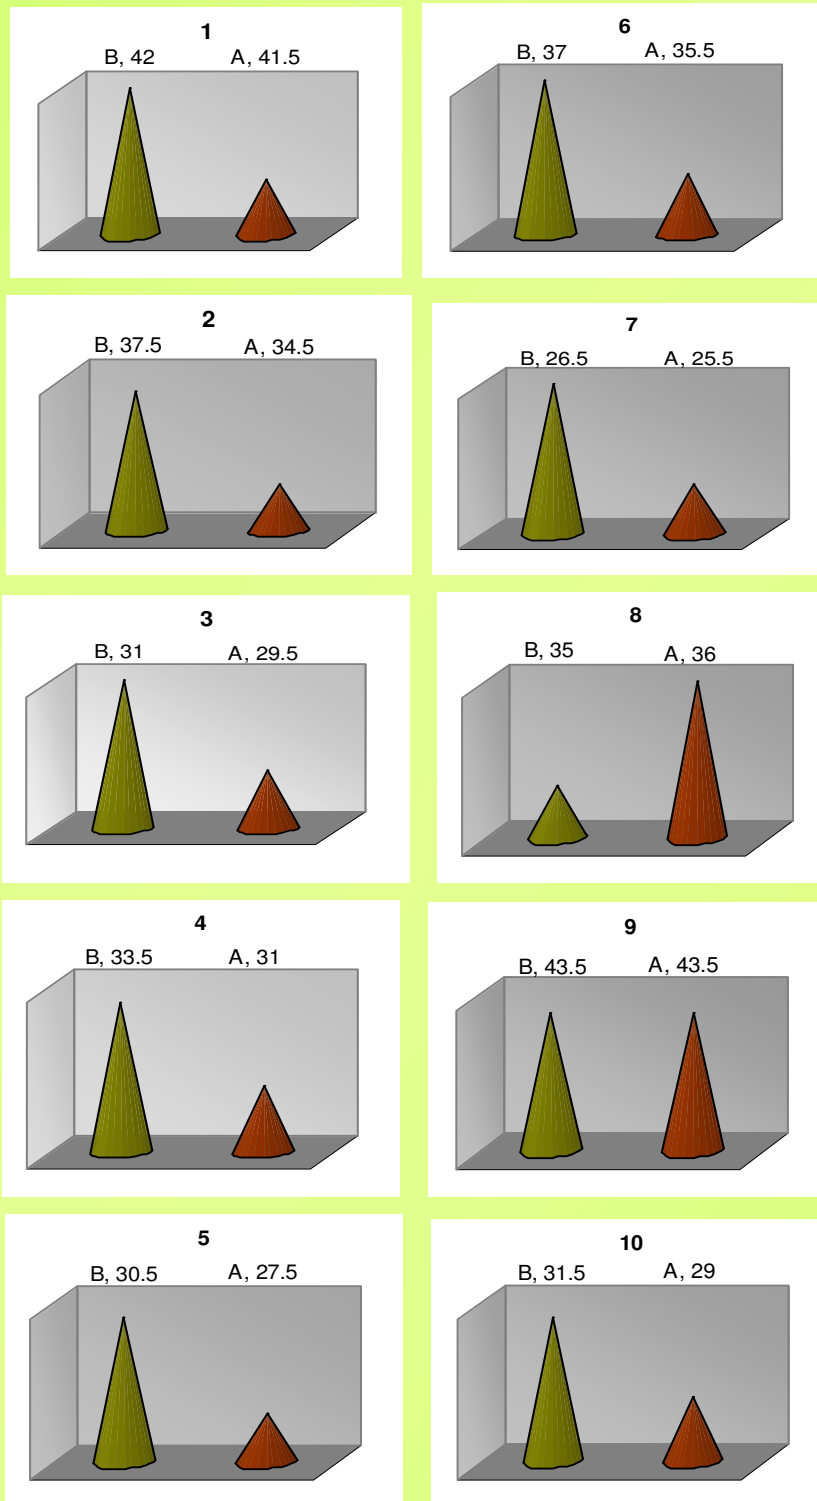 1
B, 42 A, 41.5
2
B, 37.5 A, 34.5
3
B, 31 A, 29.5
4
B, 33.5 A, 31
5
B, 30.5 A, 27.5
6
B, 37 A, 35.5
7
B, 26.5 A, 25.5
8
B, 35 A, 36
9
B, 43.5 A, 43.5
10
B, 31.5 A, 29